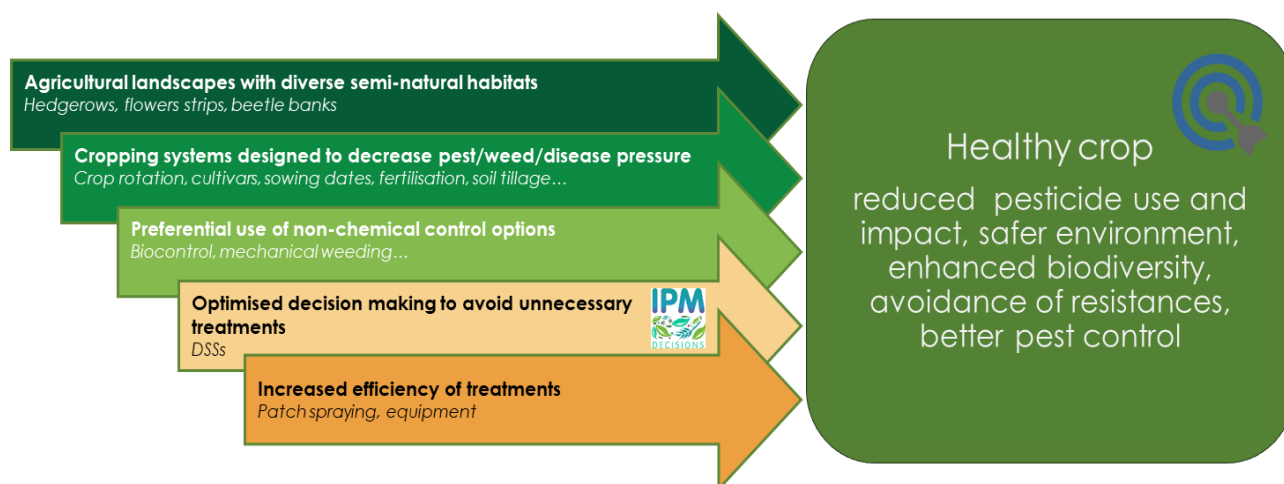 Agricultural landscapes with diverse semi-natural habitats
Hedgerows, flowers strips, beetle banks
Cropping systems designed to decrease pest/weed/disease pressure
Crop rotation, cultivars, sowing dates, fertilisation, soil tillage…
Preferential use of non-chemical control options
Biocontrol, mechanical weeding…
Optimised decision making to avoid unnecessary
treatments
DSSs
IPM
DECISIONS
Increased efficiency of treatments
Patch spraying, equipment
Healthy crop
reduced pesticide use and
impact, safer environment,
enhanced biodiversity,
avoidance of resistances,
better pest control